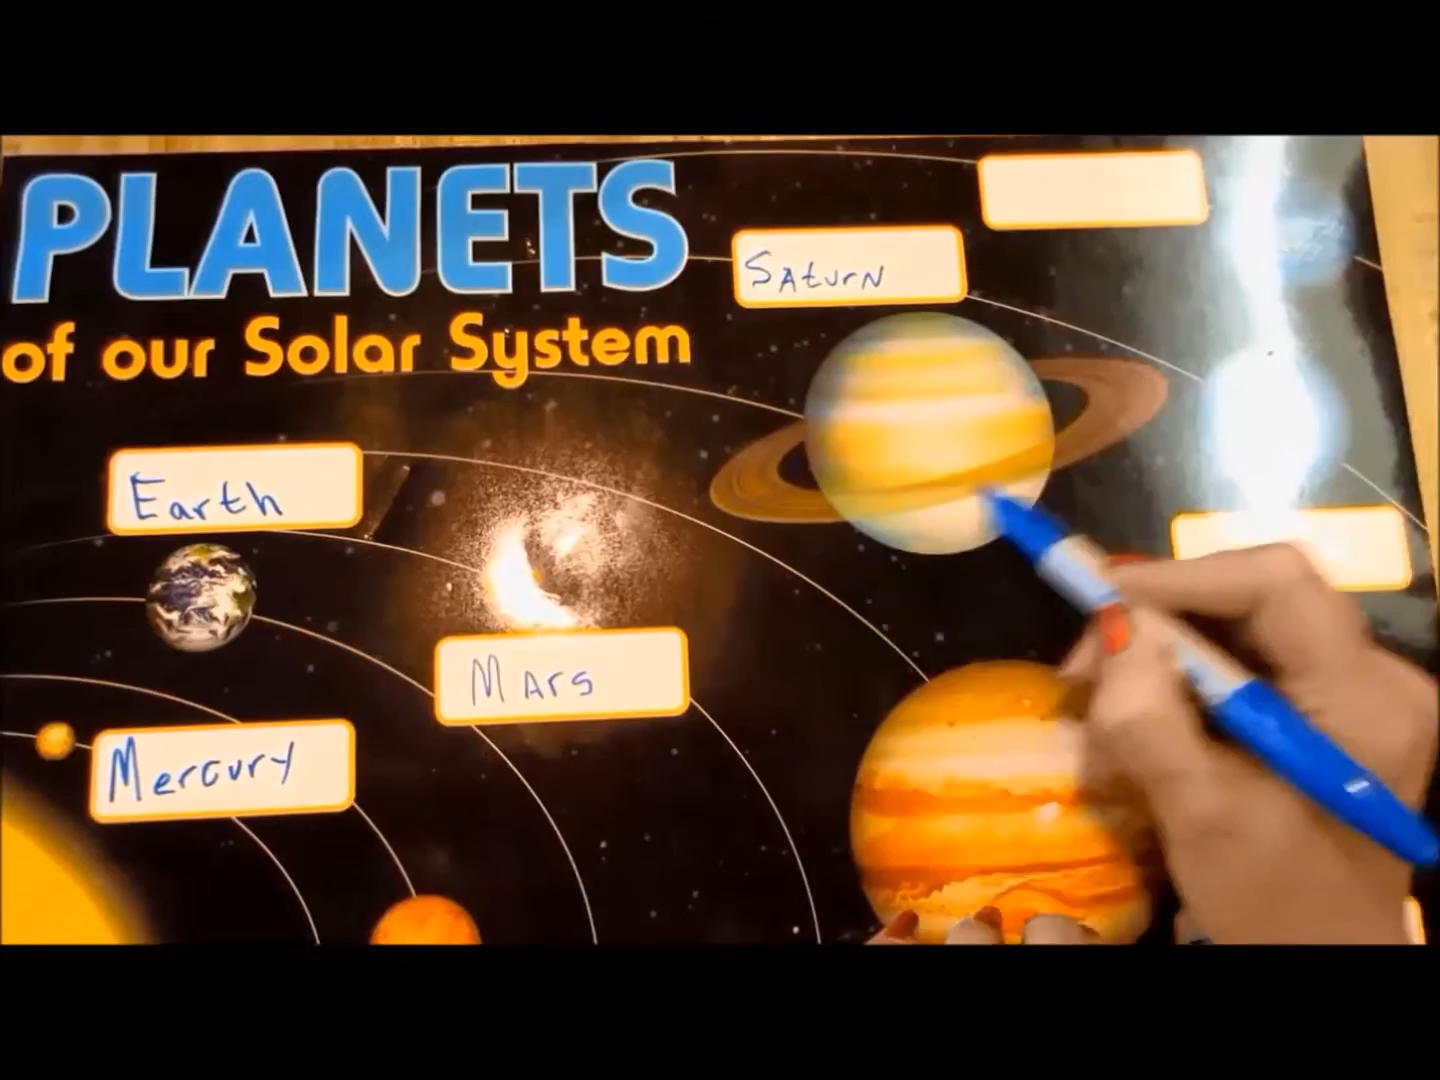 PLANETS
of our Solar System
Saturn
Earth
Mars
Mercury